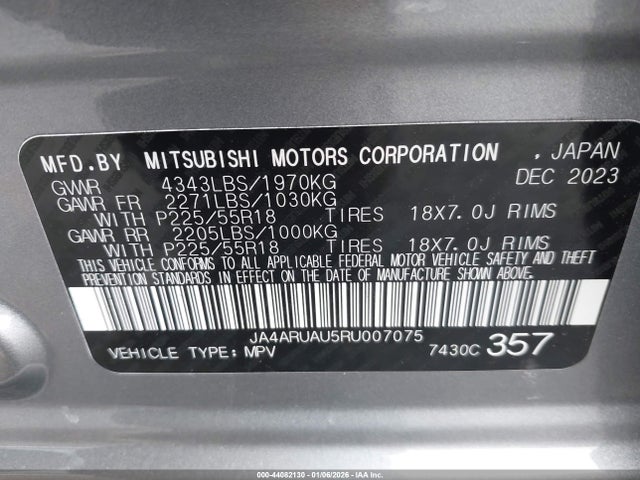 MFD.BY MITSUBISHI MOTORS CORPORATION , JAPAN
GVWR 4343LBS/1970KG DEC 2023
GAWR FR 2271LBS/1030KG
WITH P225/55R18 TIRES 18X7.0J RIMS
GAWR RR 2205LBS/1000KG
WITH P225/55R18 TIRES 18X7.0J RIMS
THIS VEHICLE CONFORMS TO ALL APPLICABLE FEDERAL MOTOR VEHICLE SAFETY AND THEFT
PREVENTION STANDARDS IN EFFECT ON THE DATE OF MANUFACTURE SHOWN ABOVE.
JA4ARUAU5RU007075
VEHICLE TYPE: MPV 7430C 357
000-44082130 - 01/06/2026 - IAAI.COM